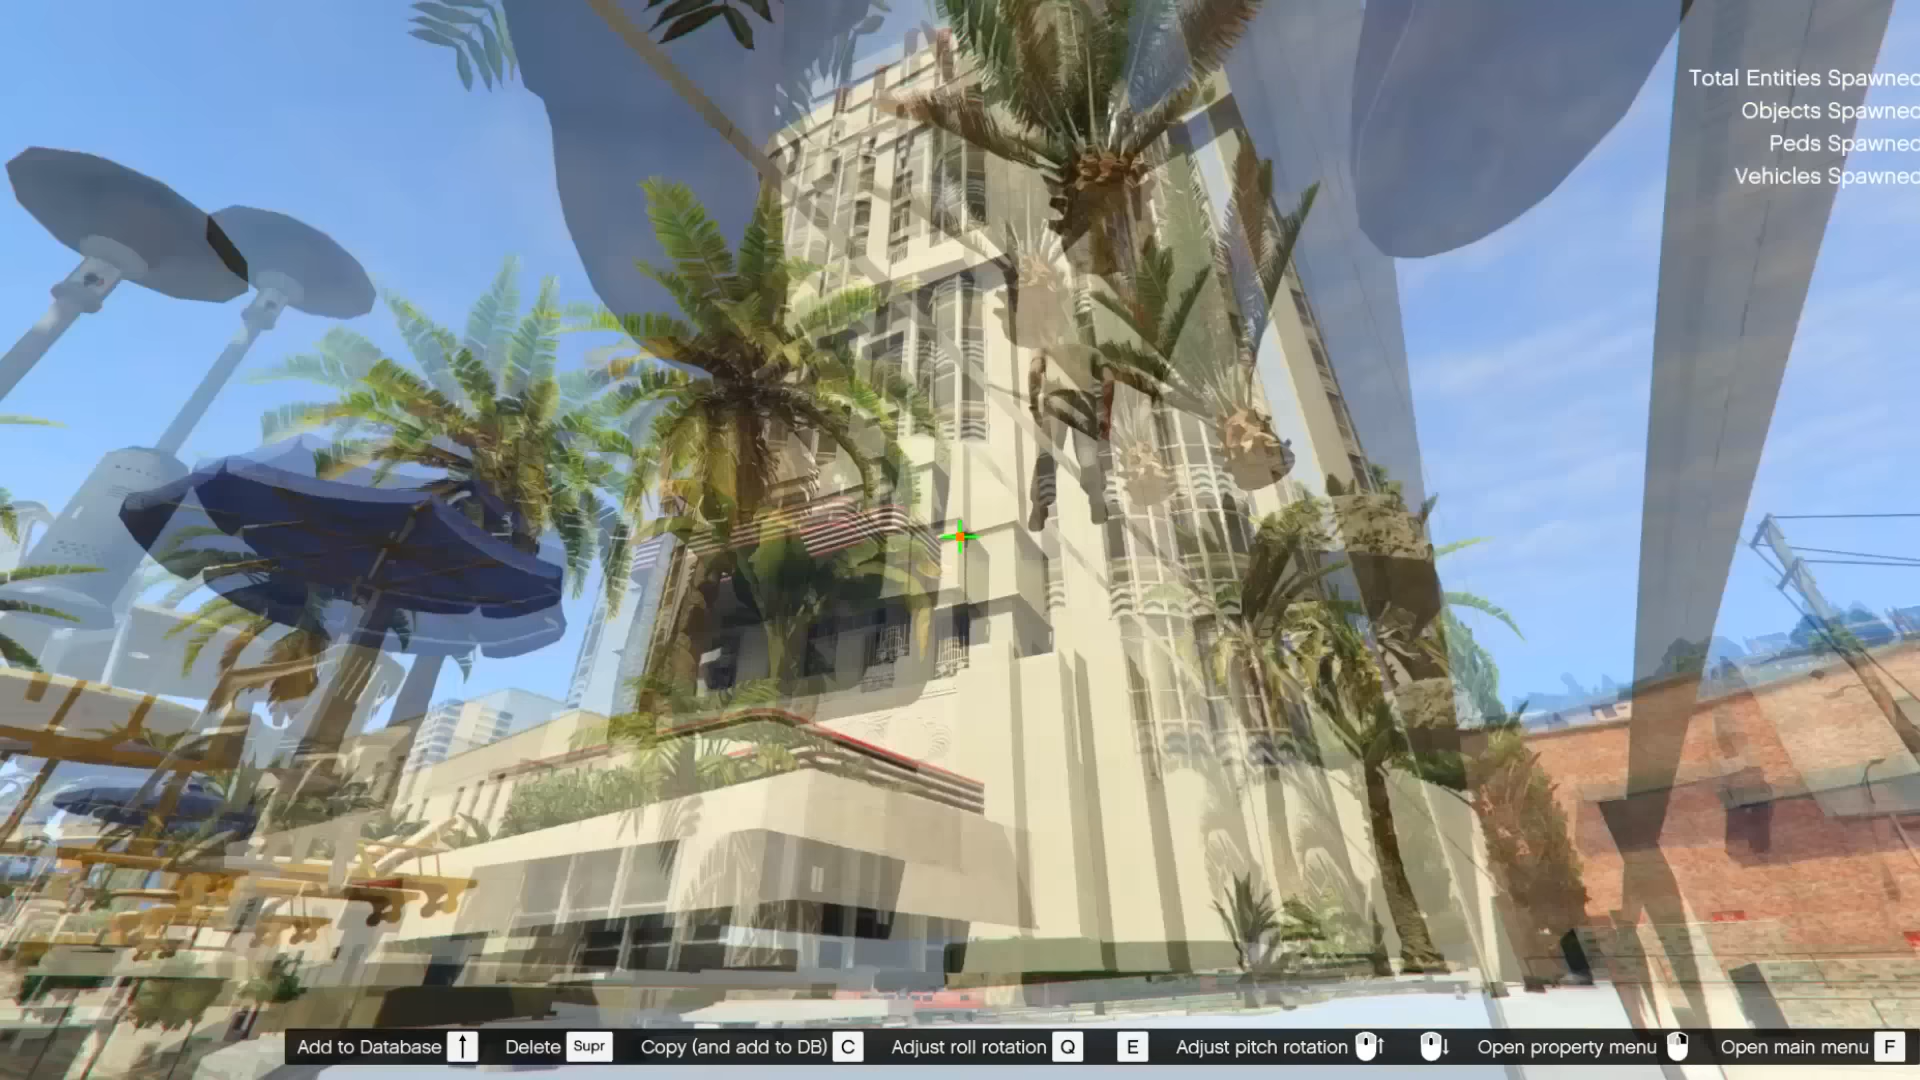 Total Entities Spawned
Objects Spawned
Peds Spawned
Vehicles Spawned
Add to Database ↑ Delete Supr Copy (and add to DB) C Adjust roll rotation Q E Adjust pitch rotation ↑ ↓ Open property menu Open main menu F